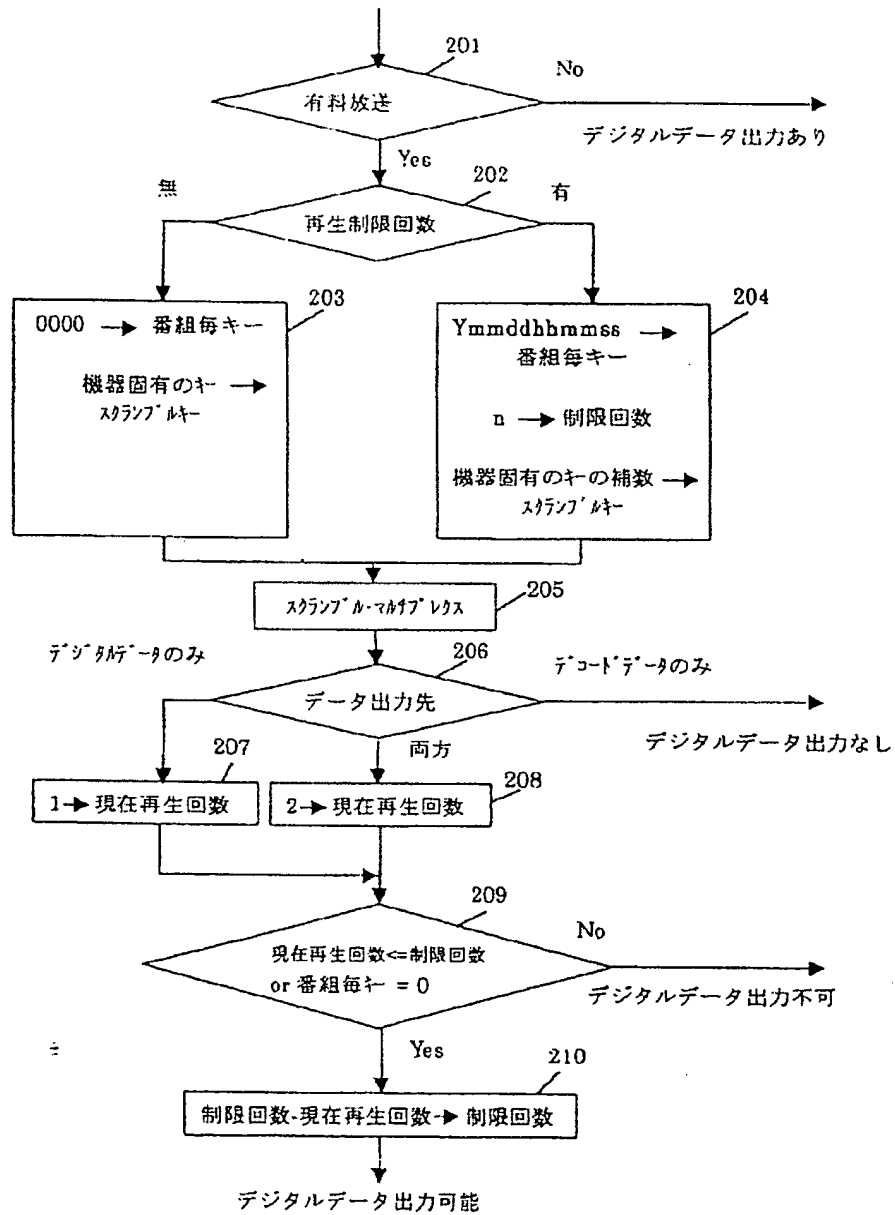 201
No
有料放送
デジタルデータ出力あり
Yes
202
無
有
再生制限回数
203
0000 → 番組毎キー
機器固有のキー →
スクランブルキー
204
Ymmddhhmmss →
番組毎キー
n → 制限回数
機器固有のキーの補数 →
スクランブルキー
スクランブル・マルチプレクス
205
デジタルデータのみ
206
デコードデータのみ
データ出力先
デジタルデータ出力なし
207
両方
1→現在再生回数
2→現在再生回数
208
209
No
現在再生回数<=制限回数
or 番組毎キー = 0
デジタルデータ出力不可
Yes
210
制限回数-現在再生回数-→ 制限回数
デジタルデータ出力可能